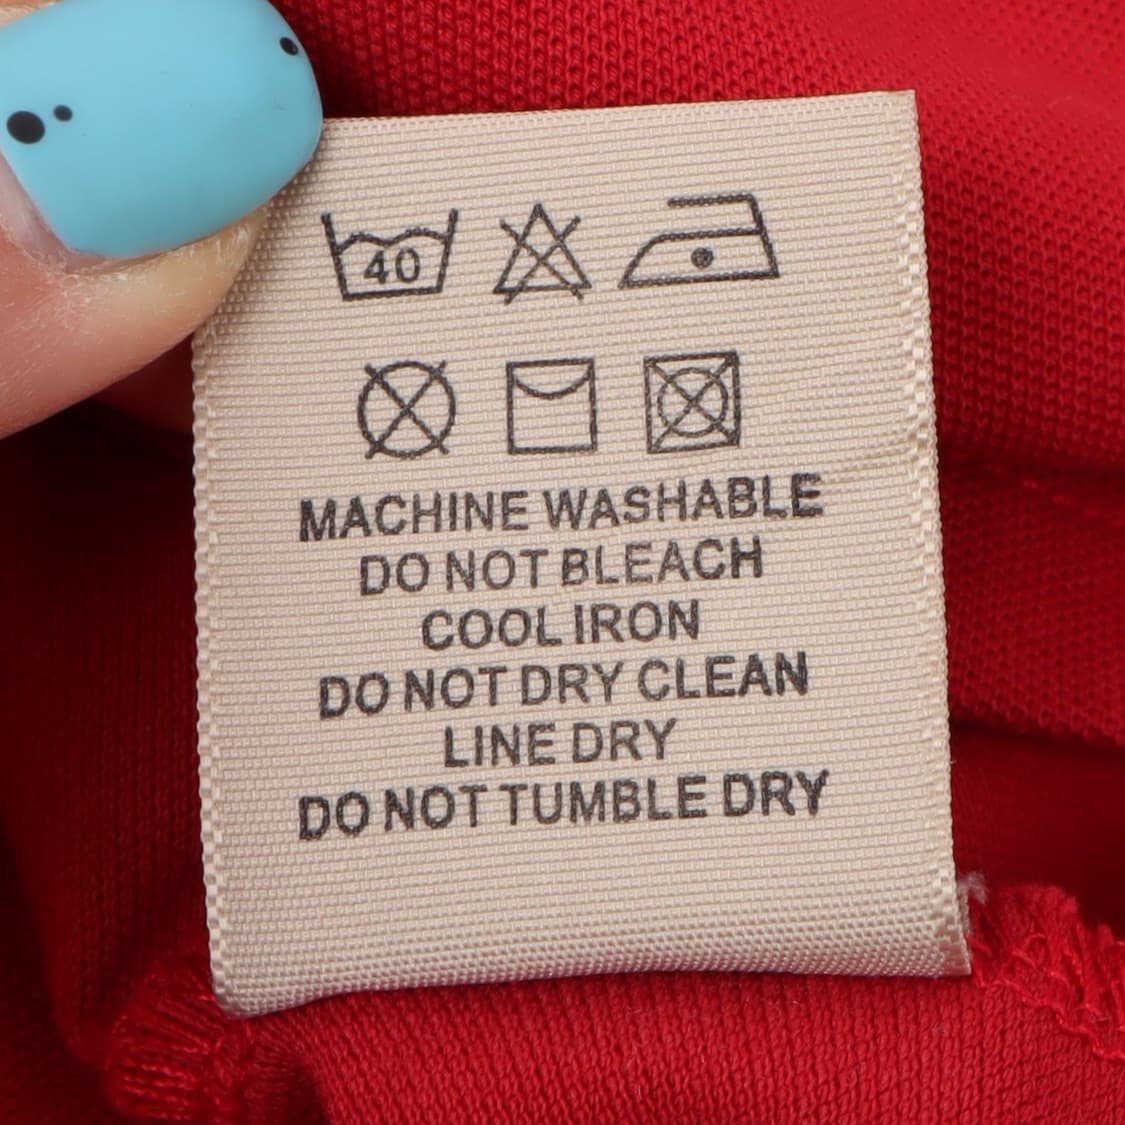 40
MACHINE WASHABLE
DO NOT BLEACH
COOL IRON
DO NOT DRY CLEAN
LINE DRY
DO NOT TUMBLE DRY